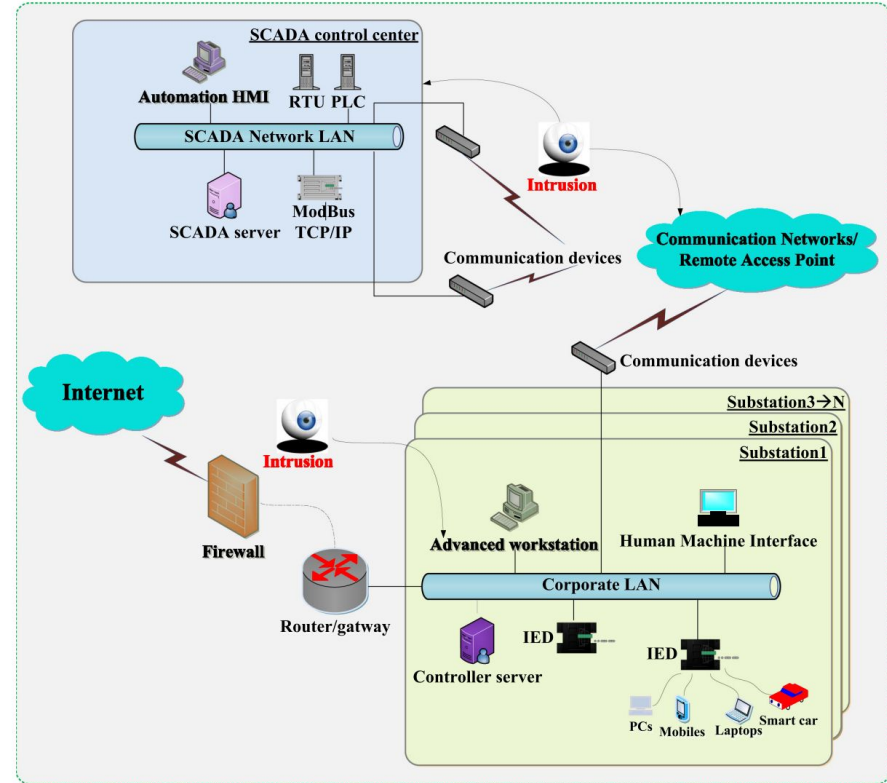 SCADA control center
Automation HMI
RTU PLC
SCADA Network LAN
SCADA server
ModBus
TCP/IP
Intrusion
Communication devices
Communication Networks/
Remote Access Point
Communication devices
Internet
Intrusion
Firewall
Router/gatway
Substation3→N
Substation2
Substation1
Advanced workstation
Human Machine Interface
Corporate LAN
Controller server
IED
IED
PCs
Mobiles
Laptops
Smart car